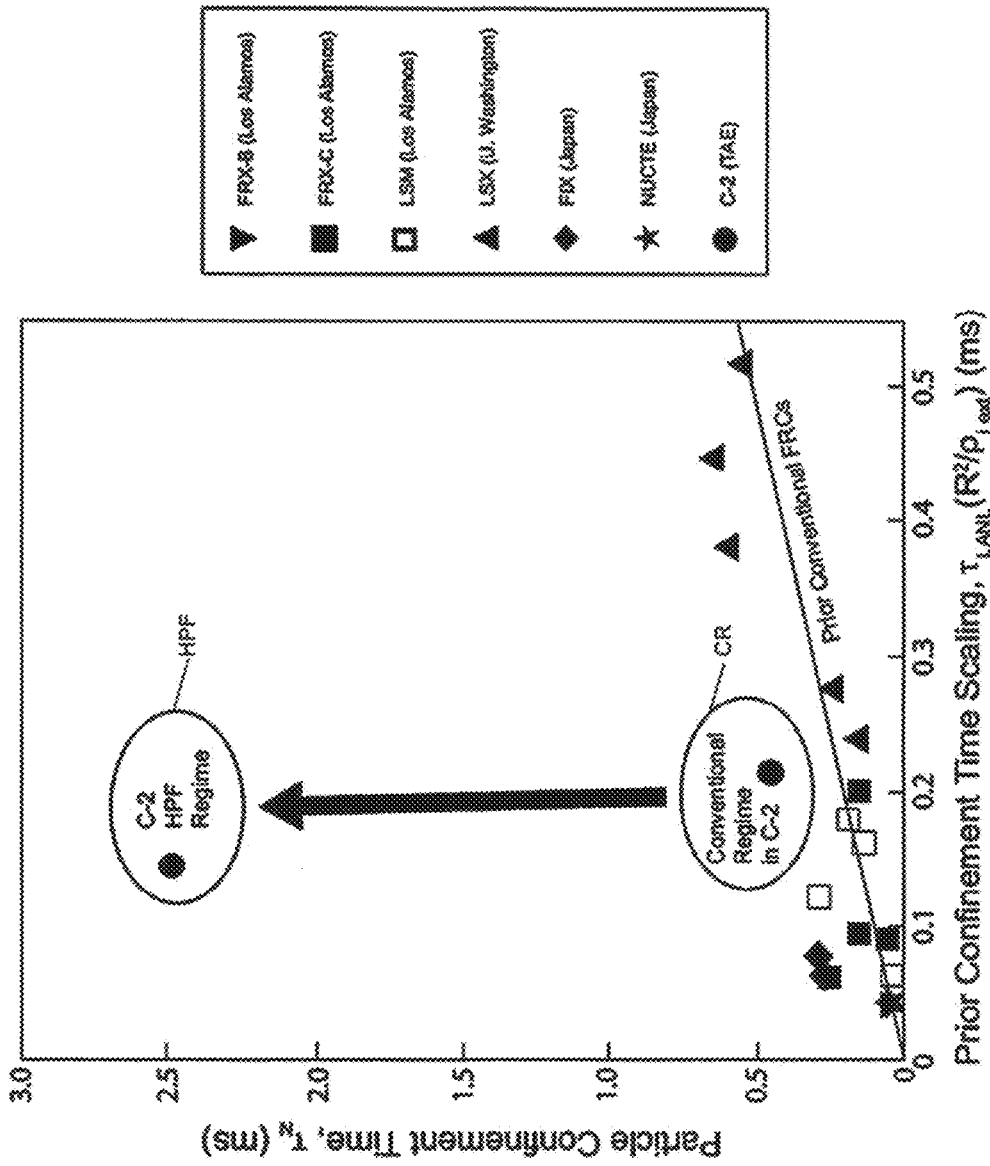 3.0
2.5
2.0
1.5
1.0
0.5
0
Particle Confinement Time, τN (ms)
C-2
HPF
Regime
HPF
Conventional
Regime
in C-2
CR
Prior Conventional FRCs
0
0.1
0.2
0.3
0.4
0.5
Prior Confinement Time Scaling, τLANL (R²/ρi ext) (ms)
FRX-B (Los Alamos)
FRX-C (Los Alamos)
LSM (Los Alamos)
LSX (U. Washington)
FIX (Japan)
NUCTE (Japan)
C-2 (TAE)